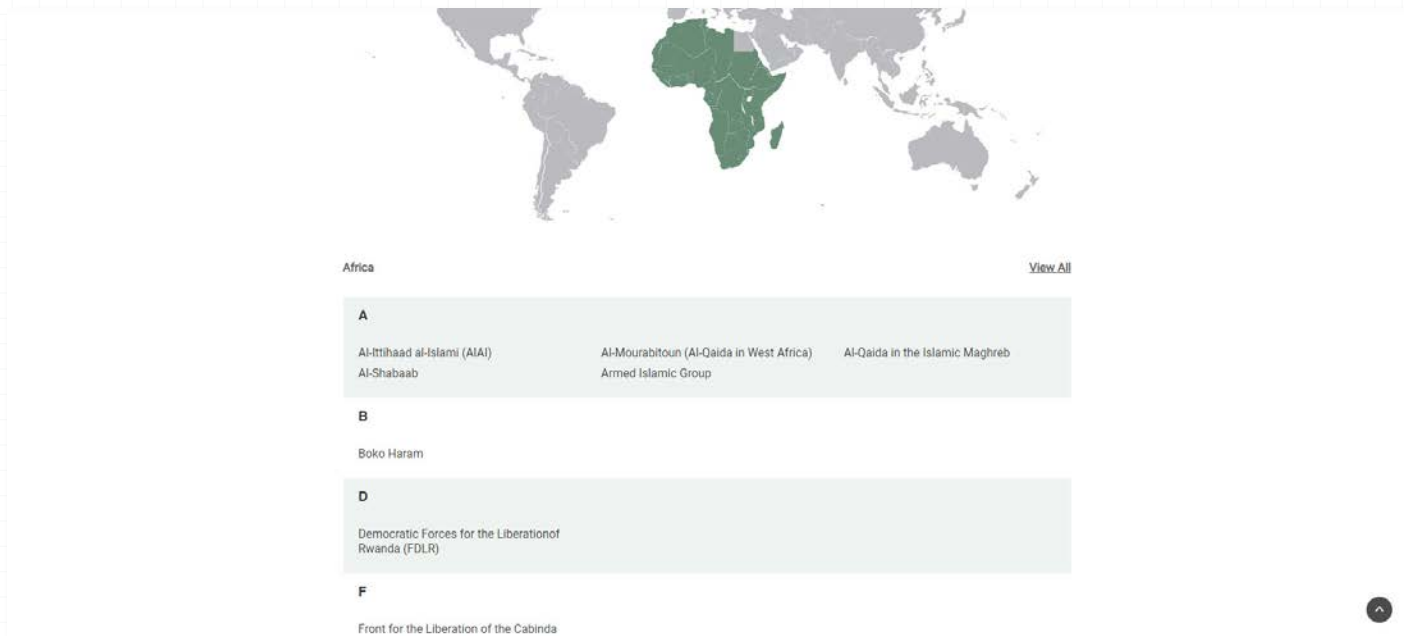 Africa
View All
A
Al-Ittihaad al-Islami (AIAI)
Al-Mourabitoun (Al-Qaida in West Africa)
Al-Qaida in the Islamic Maghreb
Al-Shabaab
Armed Islamic Group
B
Boko Haram
D
Democratic Forces for the Liberationof
Rwanda (FDLR)
F
Front for the Liberation of the Cabinda